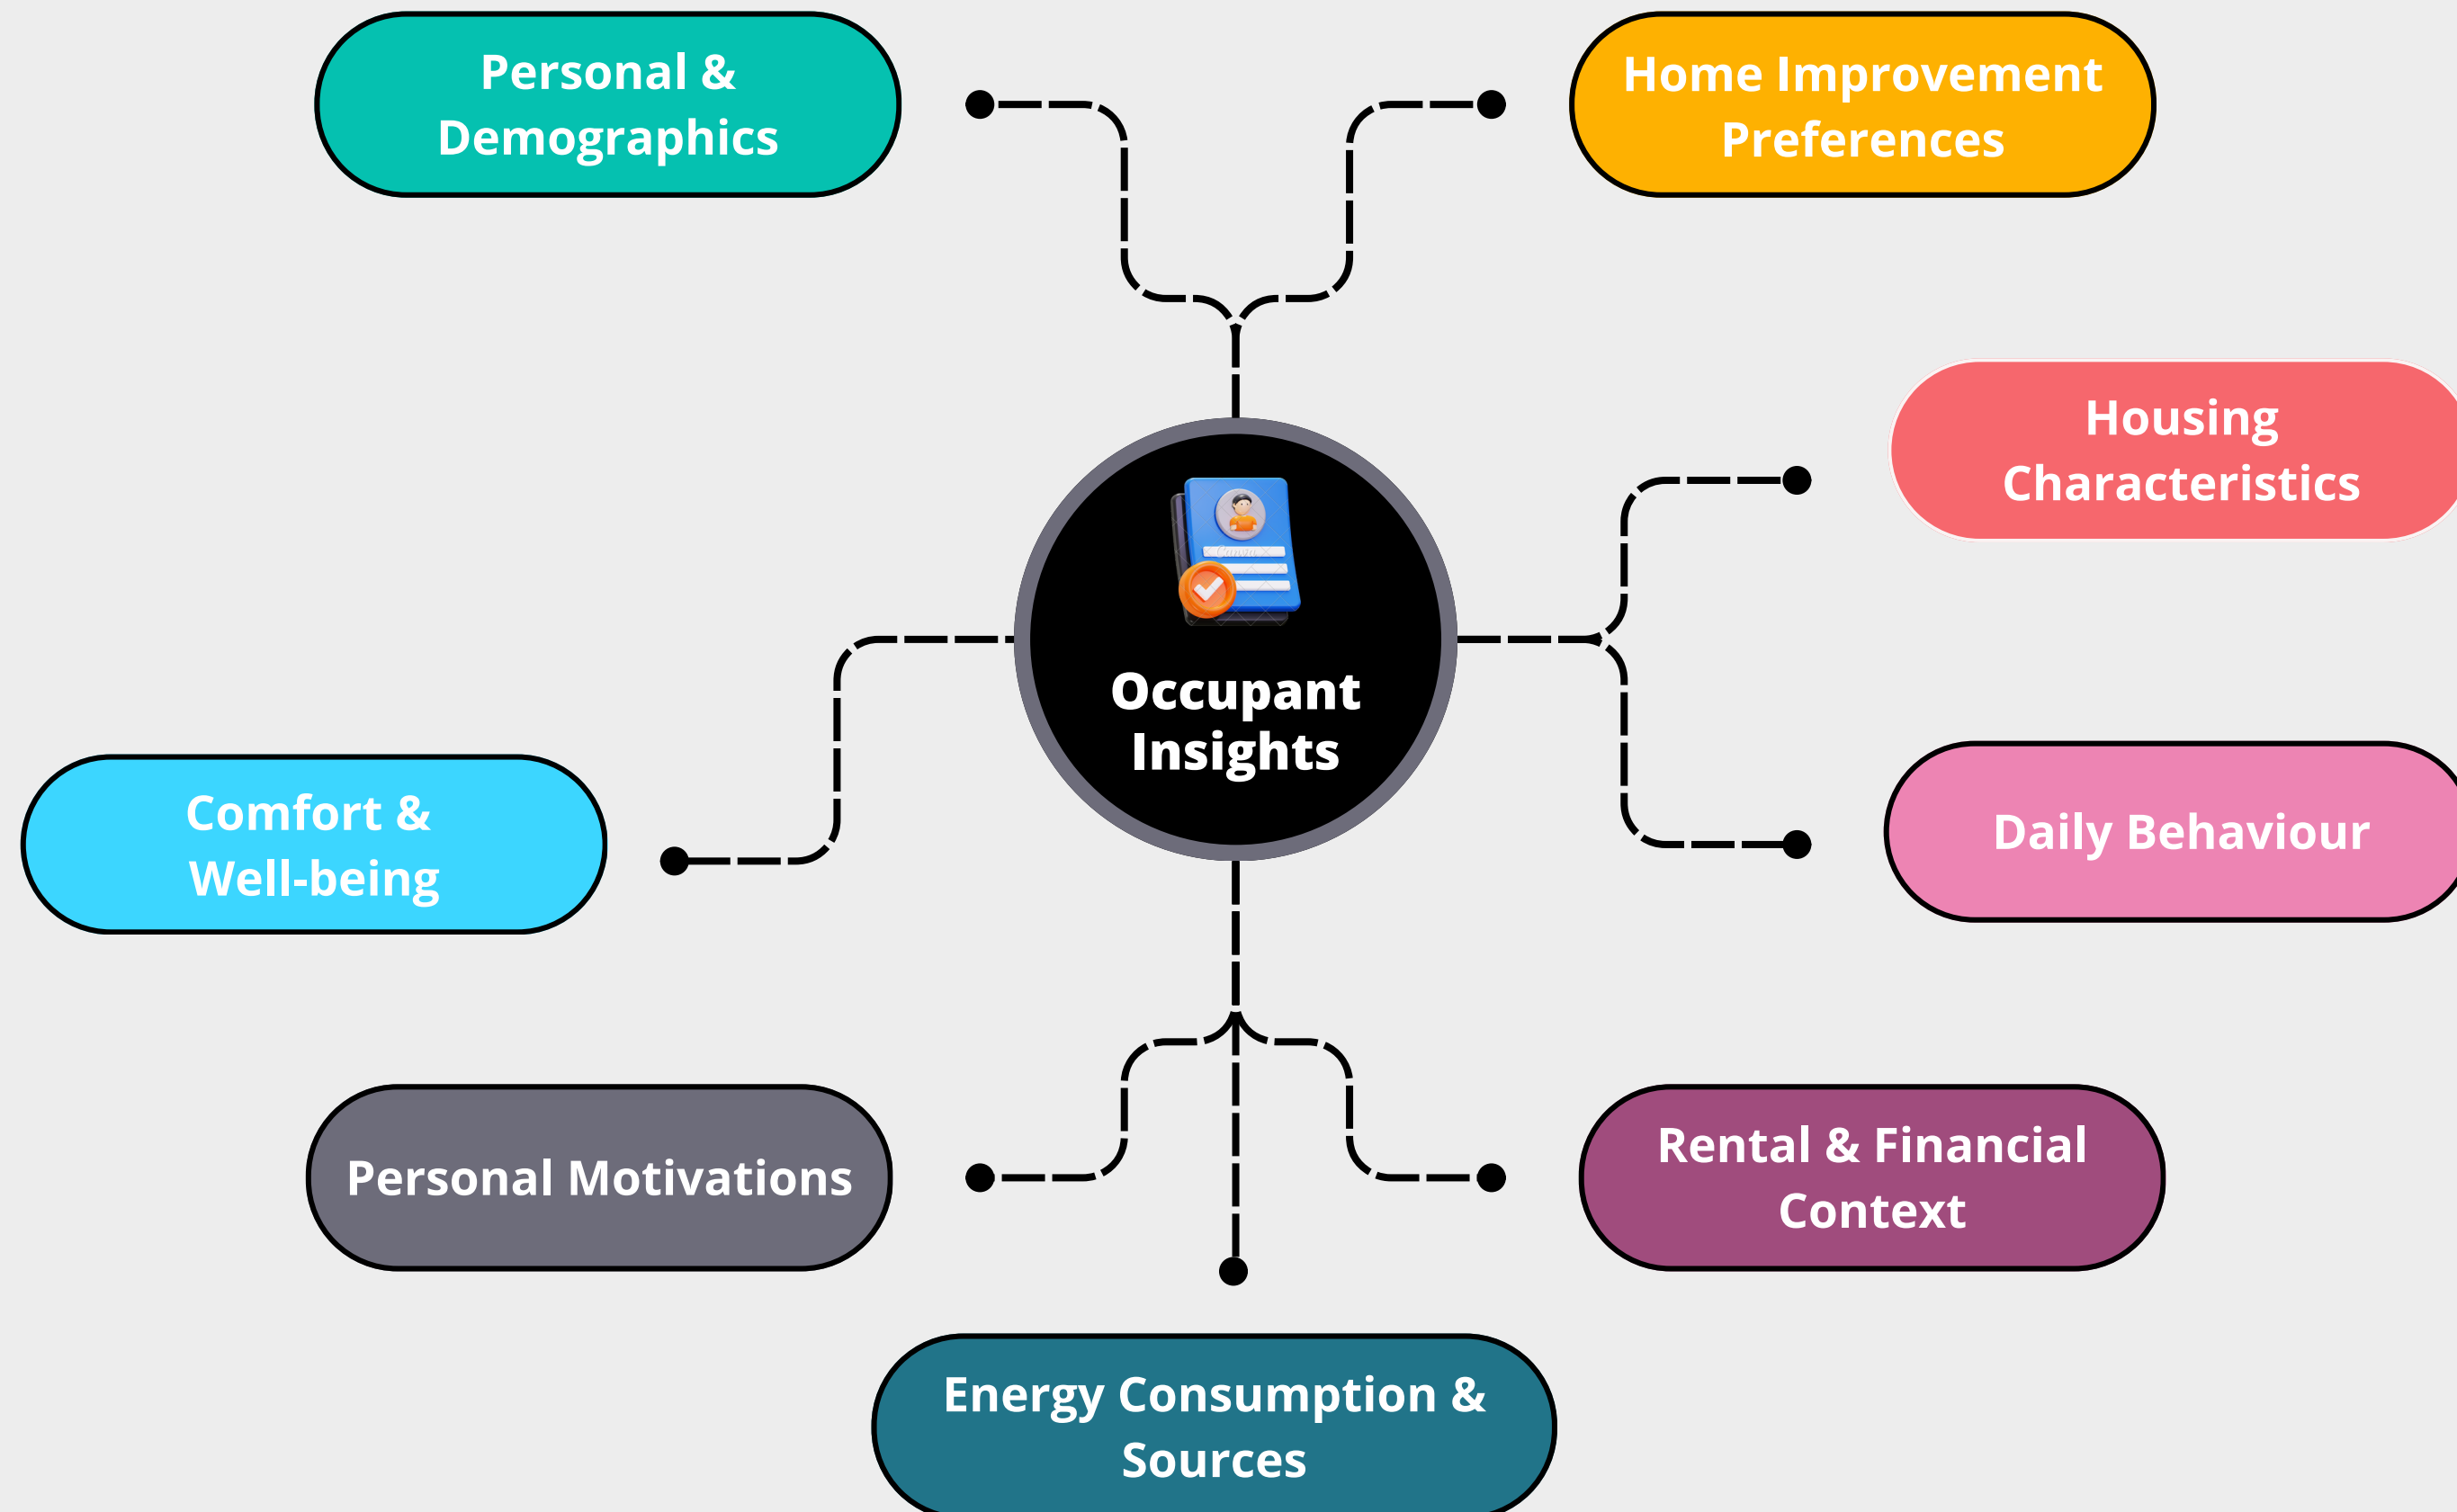 Personal &
Demographics
Home Improvement
Preferences
Housing
Characteristics
Occupant
Insights
Comfort &
Well-being
Daily Behaviour
Personal Motivations
Rental & Financial
Context
Energy Consumption &
Sources